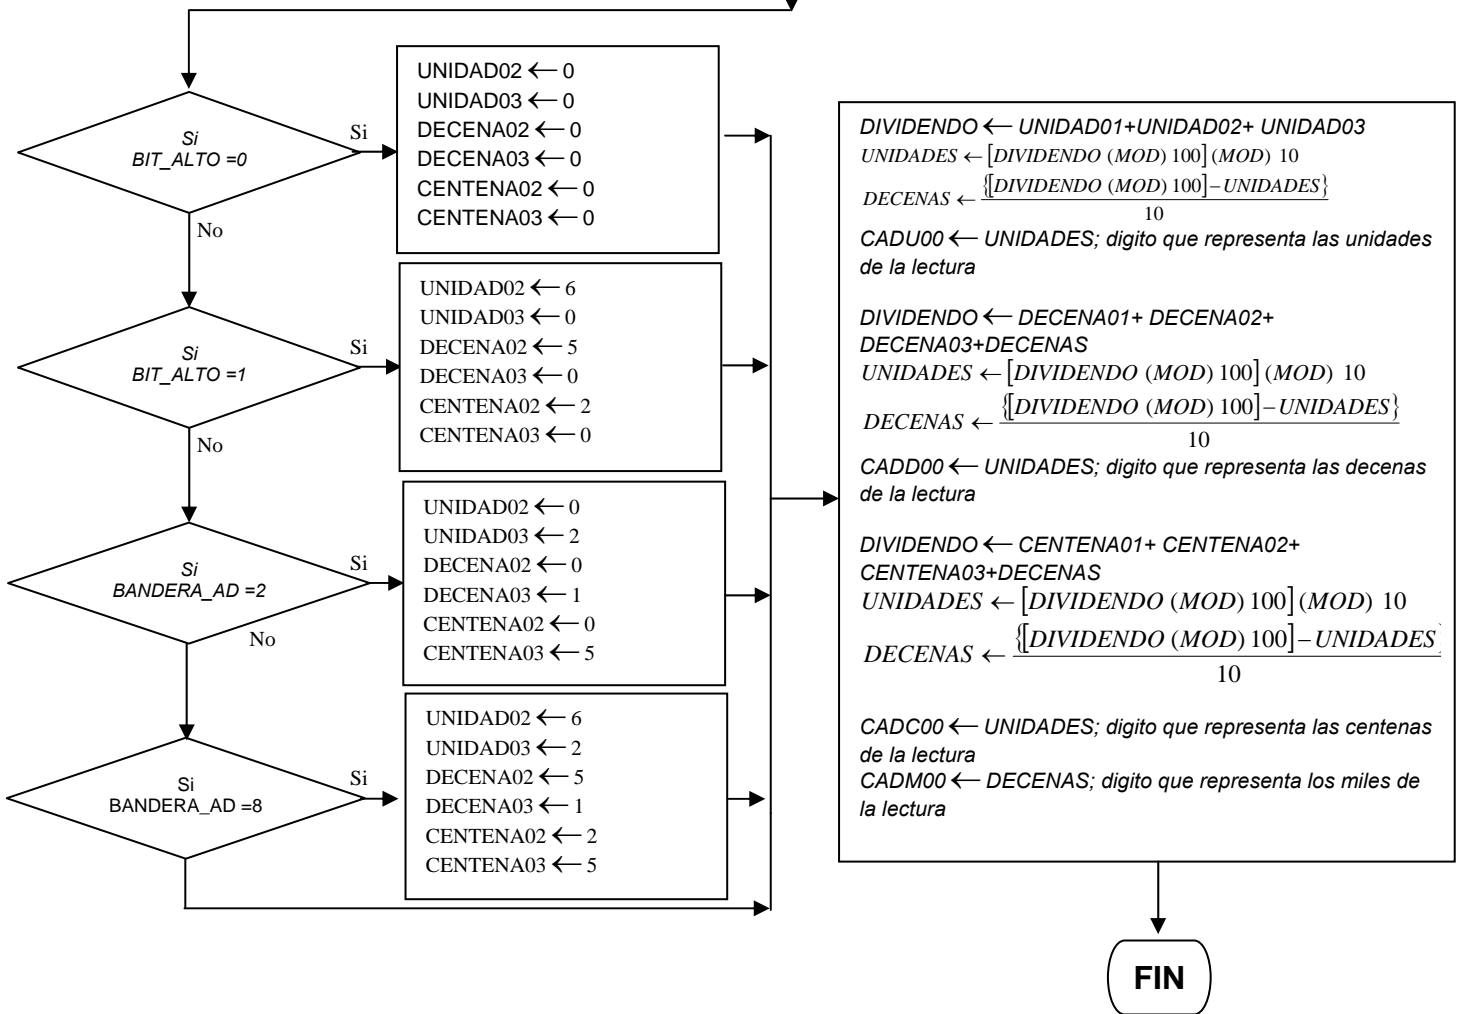 Si
BIT_ALTO =0
Si
No
UNIDAD02 ← 0
UNIDAD03 ← 0
DECENA02 ← 0
DECENA03 ← 0
CENTENA02 ← 0
CENTENA03 ← 0
Si
BIT_ALTO =1
Si
No
UNIDAD02 ← 6
UNIDAD03 ← 0
DECENA02 ← 5
DECENA03 ← 0
CENTENA02 ← 2
CENTENA03 ← 0
Si
BANDERA_AD =2
Si
No
UNIDAD02 ← 0
UNIDAD03 ← 2
DECENA02 ← 0
DECENA03 ← 1
CENTENA02 ← 0
CENTENA03 ← 5
Si
BANDERA_AD =8
Si
UNIDAD02 ← 6
UNIDAD03 ← 2
DECENA02 ← 5
DECENA03 ← 1
CENTENA02 ← 2
CENTENA03 ← 5
DIVIDENDO ← UNIDAD01+UNIDAD02+ UNIDAD03
UNIDADES ← [DIVIDENDO (MOD) 100] (MOD) 10
DECENAS ← {[DIVIDENDO (MOD) 100] – UNIDADES}
10
CADU00 ← UNIDADES; digito que representa las unidades
de la lectura
DIVIDENDO ← DECENA01+ DECENA02+
DECENA03+DECENAS
UNIDADES ← [DIVIDENDO (MOD) 100] (MOD) 10
DECENAS ← {[DIVIDENDO (MOD) 100] – UNIDADES}
10
CADD00 ← UNIDADES; digito que representa las decenas
de la lectura
DIVIDENDO ← CENTENA01+ CENTENA02+
CENTENA03+DECENAS
UNIDADES ← [DIVIDENDO (MOD) 100] (MOD) 10
DECENAS ← {[DIVIDENDO (MOD) 100] – UNIDADES}
10
CADC00 ← UNIDADES; digito que representa las centenas
de la lectura
CADM00 ← DECENAS; digito que representa los miles de
la lectura
FIN